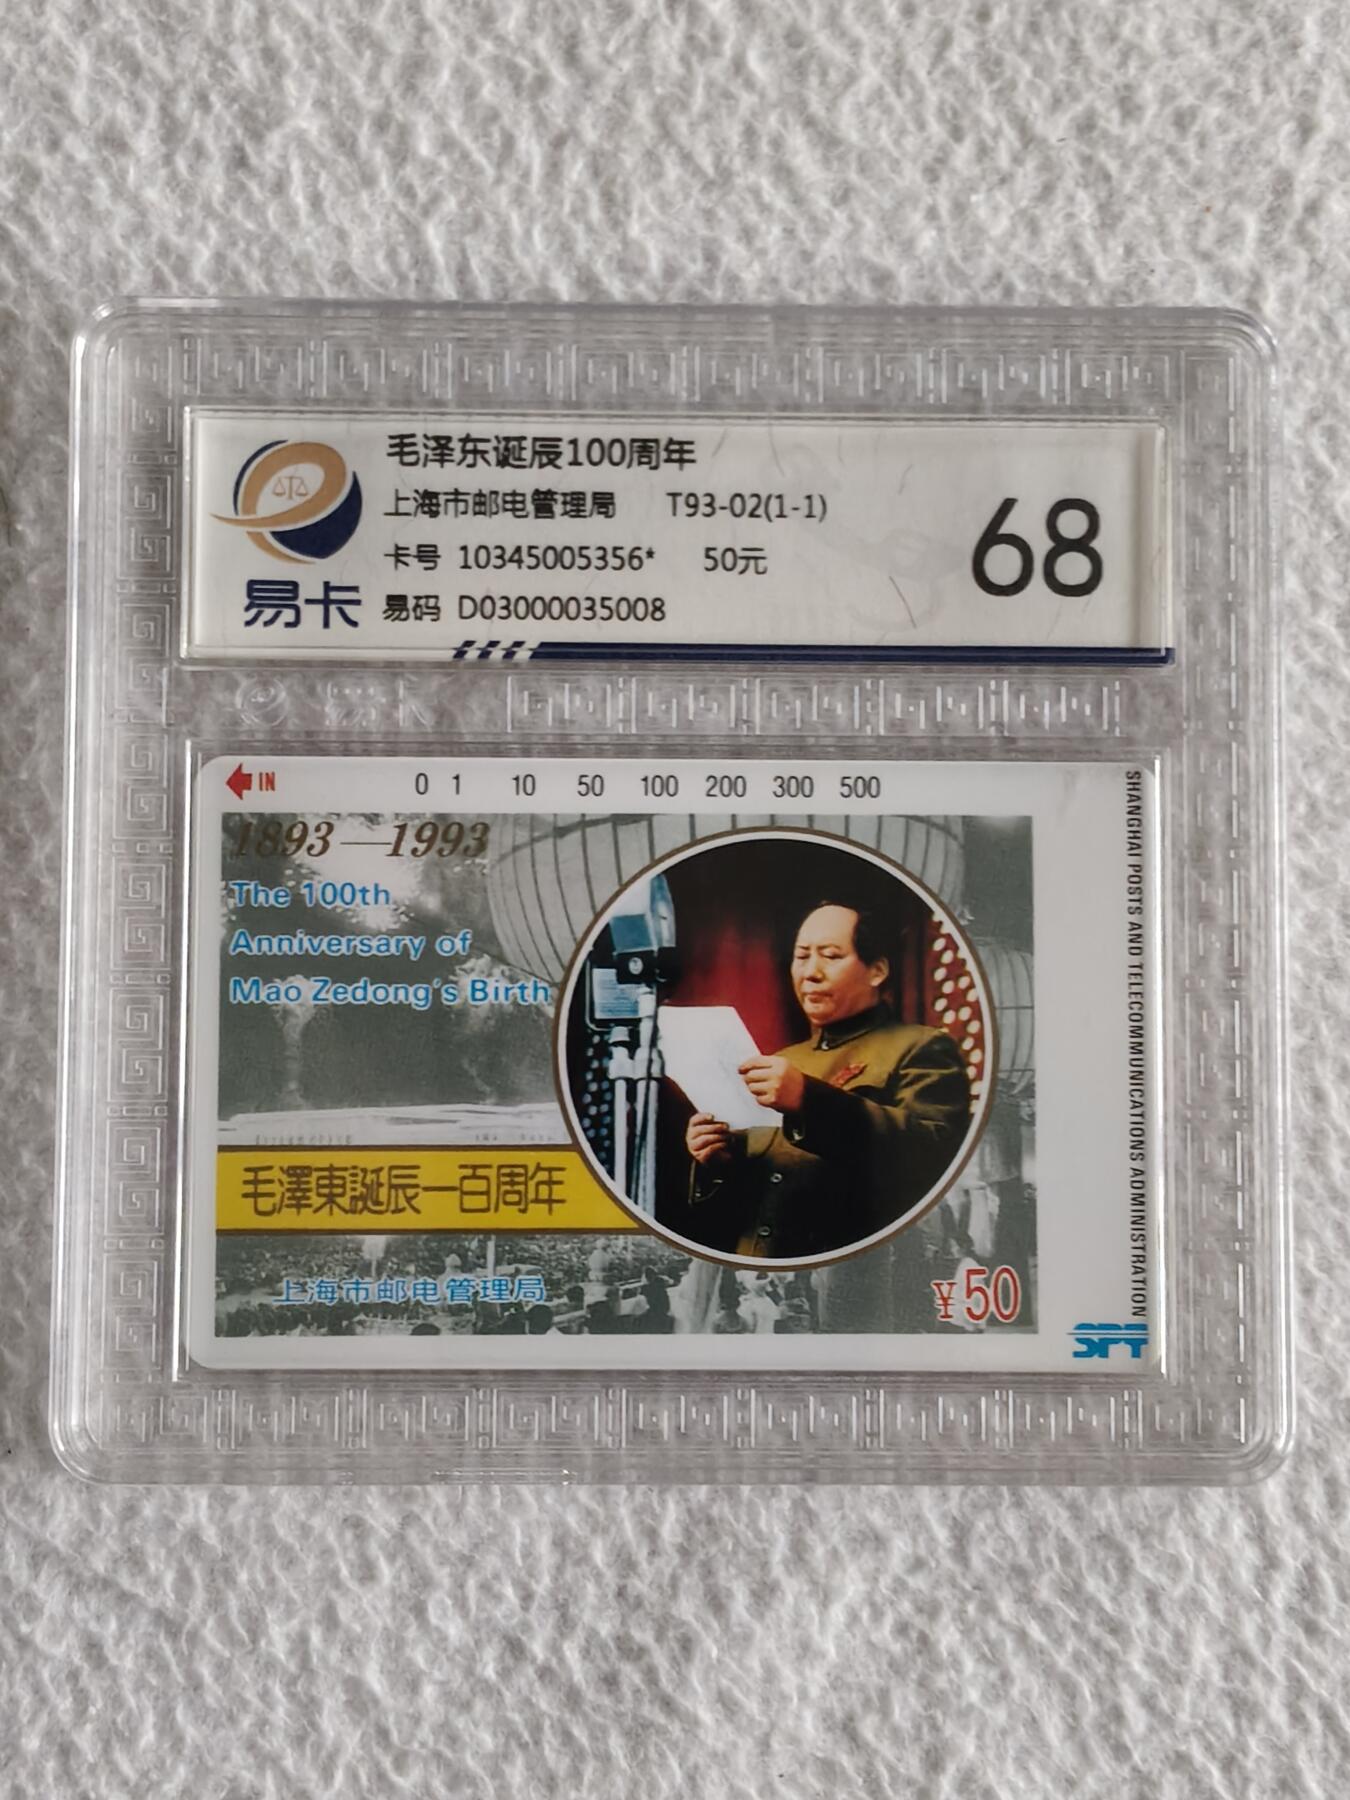 毛泽东诞辰100周年
上海市邮电管理局 T93-02(1-1)
卡号 10345005356* 50元
易码 D03000035008
易卡
68
IN 0 1 10 50 100 200 300 500
1893—1993
The 100th
Anniversary of
Mao Zedong's Birth
毛澤東誕辰一百周年
上海市邮电管理局
¥50
SHANGHAI POSTS AND TELECOMMUNICATIONS ADMINISTRATION
SPT